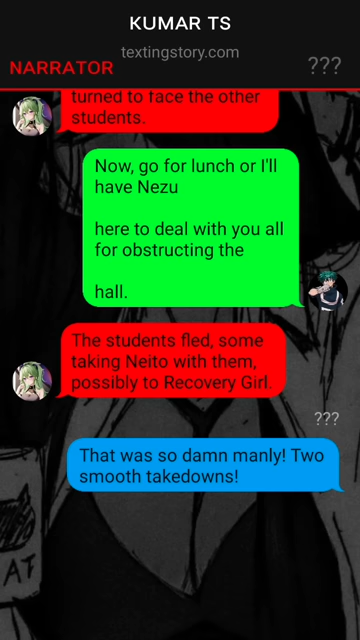 KUMAR TS
textingstory.com
NARRATOR
???
turned to face the other
students.
Now, go for lunch or I'll
have Nezu
here to deal with you all
for obstructing the
hall.
The students fled, some
taking Neito with them,
possibly to Recovery Girl.
???
That was so damn manly! Two
smooth takedowns!
AF